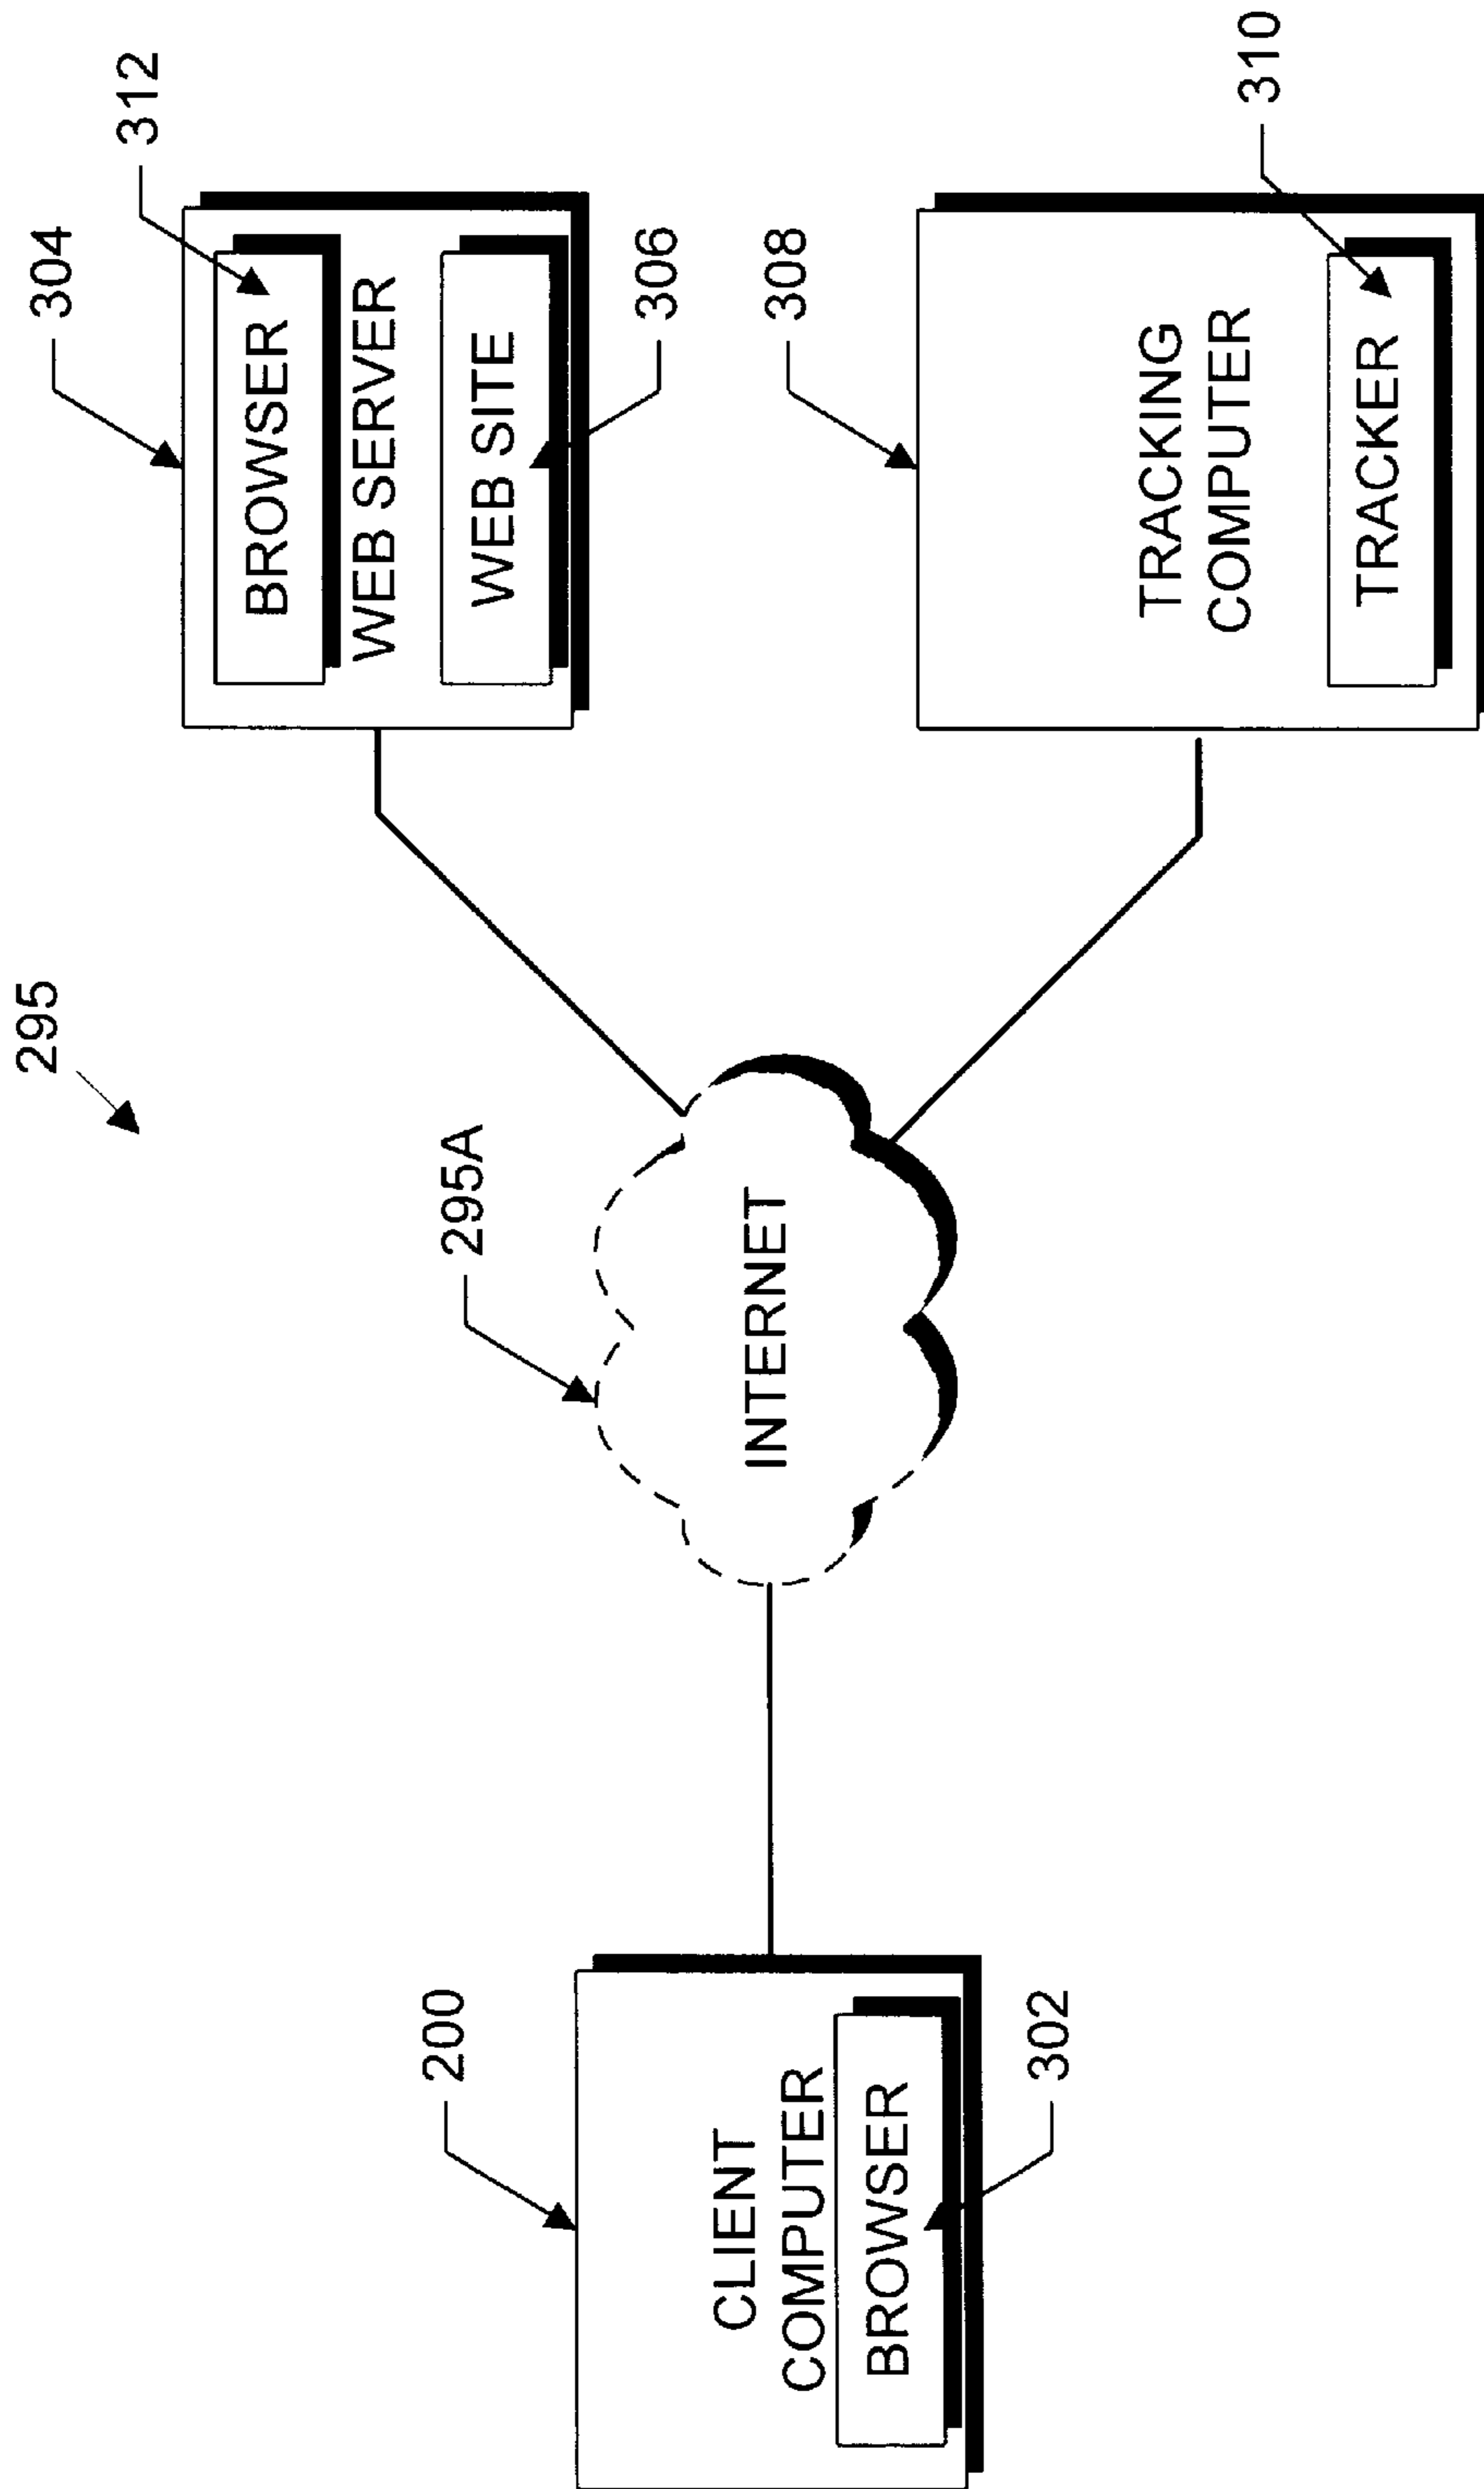 295
304
312
BROWSER
WEB SERVER
WEB SITE
306
295A
INTERNET
200
CLIENT
COMPUTER
BROWSER
302
308
TRACKING
COMPUTER
TRACKER
310